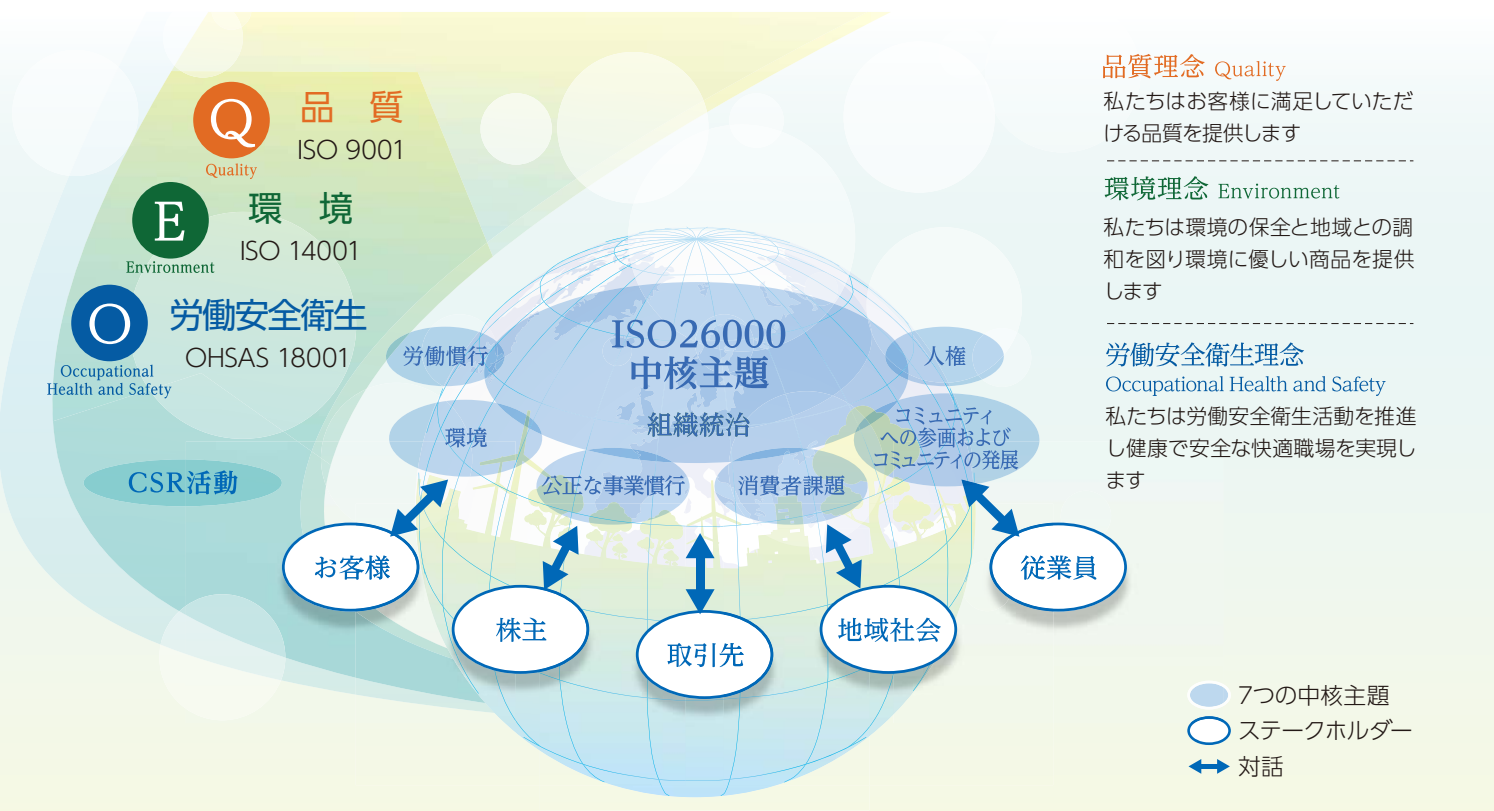 Q
Quality
品 質
ISO 9001
E
Environment
環 境
ISO 14001
O
Occupational
Health and Safety
労働安全衛生
OHSAS 18001
CSR活動
ISO26000
中核主題
組織統治
労働慣行
人権
環境
コミュニティ
への参画および
コミュニティの発展
公正な事業慣行
消費者課題
お客様
株主
取引先
地域社会
従業員
品質理念 Quality
私たちはお客様に満足していただ
ける品質を提供します
環境理念 Environment
私たちは環境の保全と地域との調
和を図り環境に優しい商品を提供
します
労働安全衛生理念
Occupational Health and Safety
私たちは労働安全衛生活動を推進
し健康で安全な快適職場を実現し
ます
7つの中核主題
ステークホルダー
対話